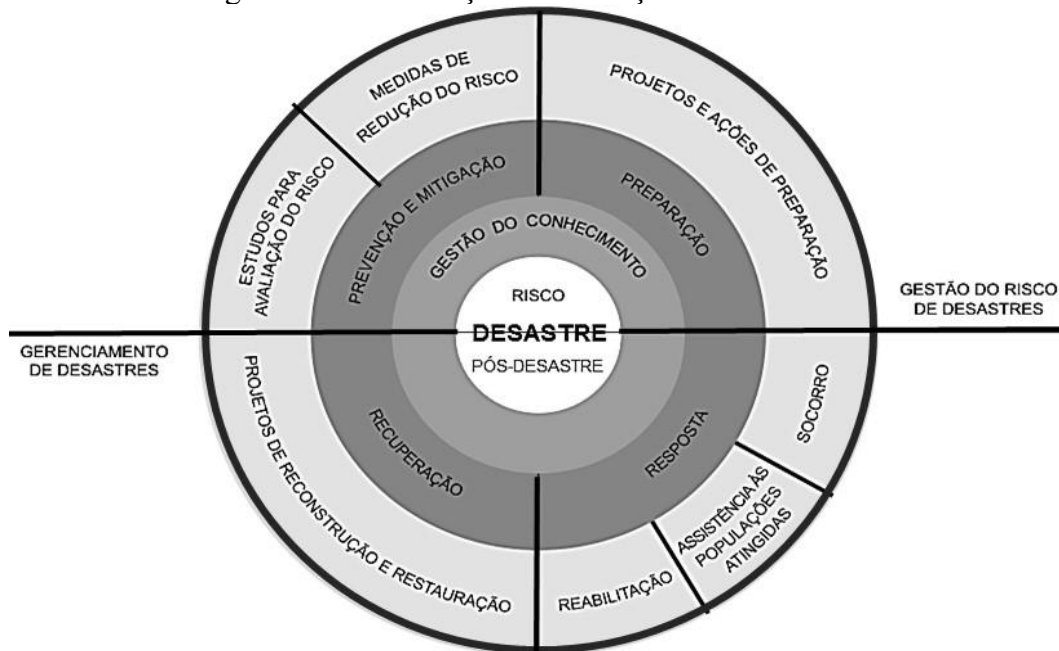 MEDIDAS DE
REDUÇÃO DO RISCO
PROJETOS E AÇÕES DE PREPARAÇÃO
ESTUDOS PARA
AVALIAÇÃO DO RISCO
PREVENÇÃO E MITIGAÇÃO
PREPARAÇÃO
GESTÃO DO CONHECIMENTO
RISCO
DESASTRE
PÓS-DESASTRE
GESTÃO DO RISCO
DE DESASTRES
GERENCIAMENTO
DE DESASTRES
PROJETOS DE RECONSTRUÇÃO E RESTAURAÇÃO
RECUPERAÇÃO
RESPOSTA
SOCORRO
ASSISTÊNCIA ÀS
POPULAÇÕES
ATINGIDAS
REABILITAÇÃO